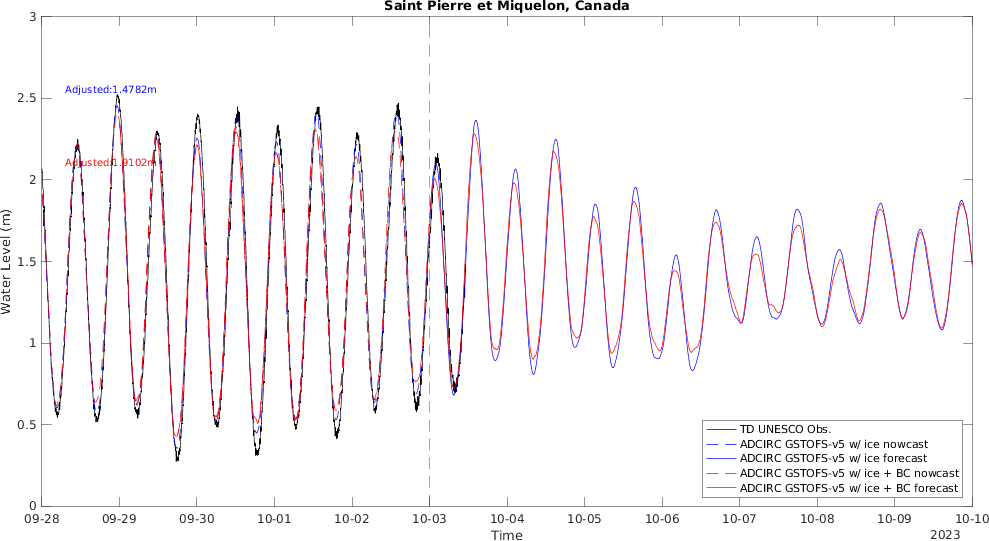 Saint Pierre et Miquelon, Canada
3
2.5
2
1.5
1
0.5
0
Water Level (m)
Adjusted:1.4782m
Adjusted:1.9102m
TD UNESCO Obs.
ADCIRC GSTOFS-v5 w/ ice nowcast
ADCIRC GSTOFS-v5 w/ ice forecast
ADCIRC GSTOFS-v5 w/ ice + BC nowcast
ADCIRC GSTOFS-v5 w/ ice + BC forecast
09-28 09-29 09-30 10-01 10-02 10-03 10-04 10-05 10-06 10-07 10-08 10-09 10-10
Time
2023